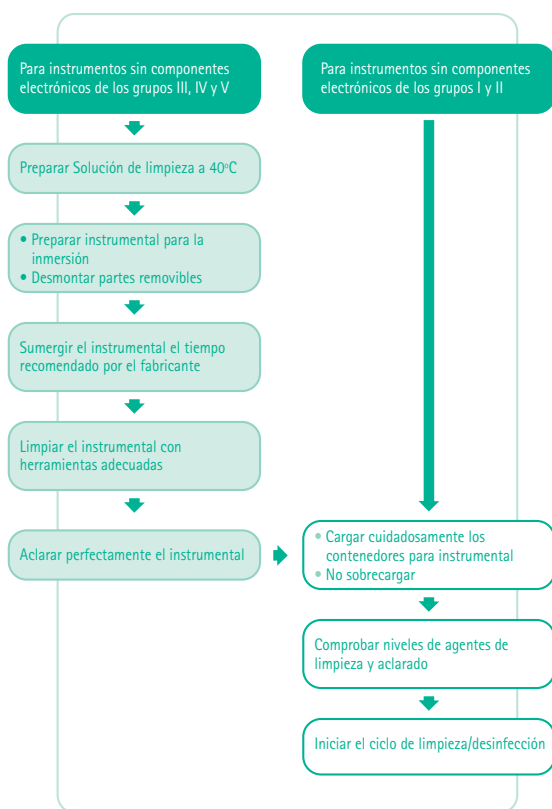 Para instrumentos sin componentes
electrónicos de los grupos III, IV y V
Preparar Solución de limpieza a 40ºC
• Preparar instrumental para la
inmersión
• Desmontar partes removibles
Sumergir el instrumental el tiempo
recomendado por el fabricante
Limpiar el instrumental con
herramientas adecuadas
Aclarar perfectamente el instrumental
Para instrumentos sin componentes
electrónicos de los grupos I y II
• Cargar cuidadosamente los
contenedores para instrumental
• No sobrecargar
Comprobar niveles de agentes de
limpieza y aclarado
Iniciar el ciclo de limpieza/desinfección